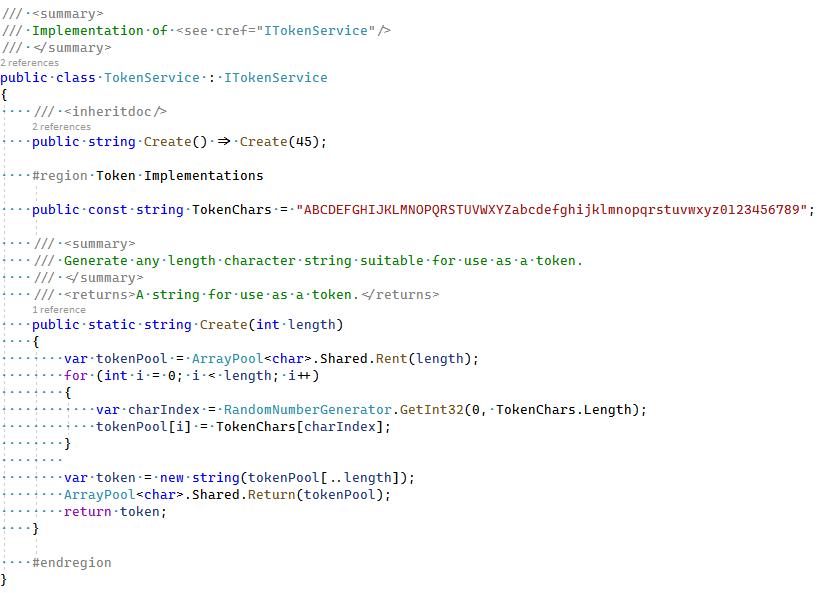 /// <summary>
/// Implementation of <see cref="ITokenService"/>
/// </summary>
2 references
public class TokenService : ITokenService
{
    /// <inheritdoc/>
    2 references
    public string Create() => Create(45);

    #region Token Implementations

    public const string TokenChars = "ABCDEFGHIJKLMNOPQRSTUVWXYZabcdefghijklmnopqrstuvwxyz0123456789";

    /// <summary>
    /// Generate any length character string suitable for use as a token.
    /// </summary>
    /// <returns>A string for use as a token.</returns>
    1 reference
    public static string Create(int length)
    {
        var tokenPool = ArrayPool<char>.Shared.Rent(length);
        for (int i = 0; i < length; i++)
        {
            var charIndex = RandomNumberGenerator.GetInt32(0, TokenChars.Length);
            tokenPool[i] = TokenChars[charIndex];
        }

        var token = new string(tokenPool[..length]);
        ArrayPool<char>.Shared.Return(tokenPool);
        return token;
    }

    #endregion
}